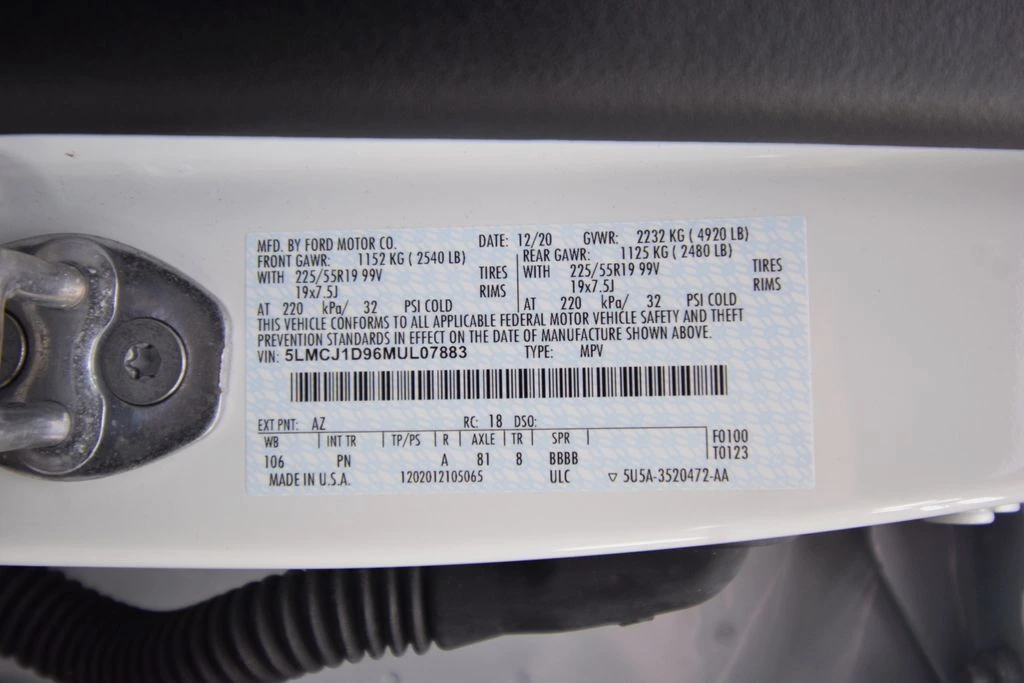 MFD. BY FORD MOTOR CO. DATE: 12/20 GVWR: 2232 KG ( 4920 LB)
FRONT GAWR: 1152 KG ( 2540 LB) REAR GAWR: 1125 KG ( 2480 LB)
WITH 225/55R19 99V TIRES WITH 225/55R19 99V TIRES
19x7.5J RIMS 19x7.5J RIMS
AT 220 kPa/ 32 PSI COLD AT 220 kPa/ 32 PSI COLD
THIS VEHICLE CONFORMS TO ALL APPLICABLE FEDERAL MOTOR VEHICLE SAFETY AND THEFT
PREVENTION STANDARDS IN EFFECT ON THE DATE OF MANUFACTURE SHOWN ABOVE.
VIN: 5LMCJ1D96MUL07883 TYPE: MPV
EXT PNT: AZ RC: 18 DSO:
WB INT TR TP/PS R AXLE TR SPR F0100
106 PN A 81 8 BBBB T0123
MADE IN U.S.A. 1202012105065 ULC ▽ 5U5A-3520472-AA